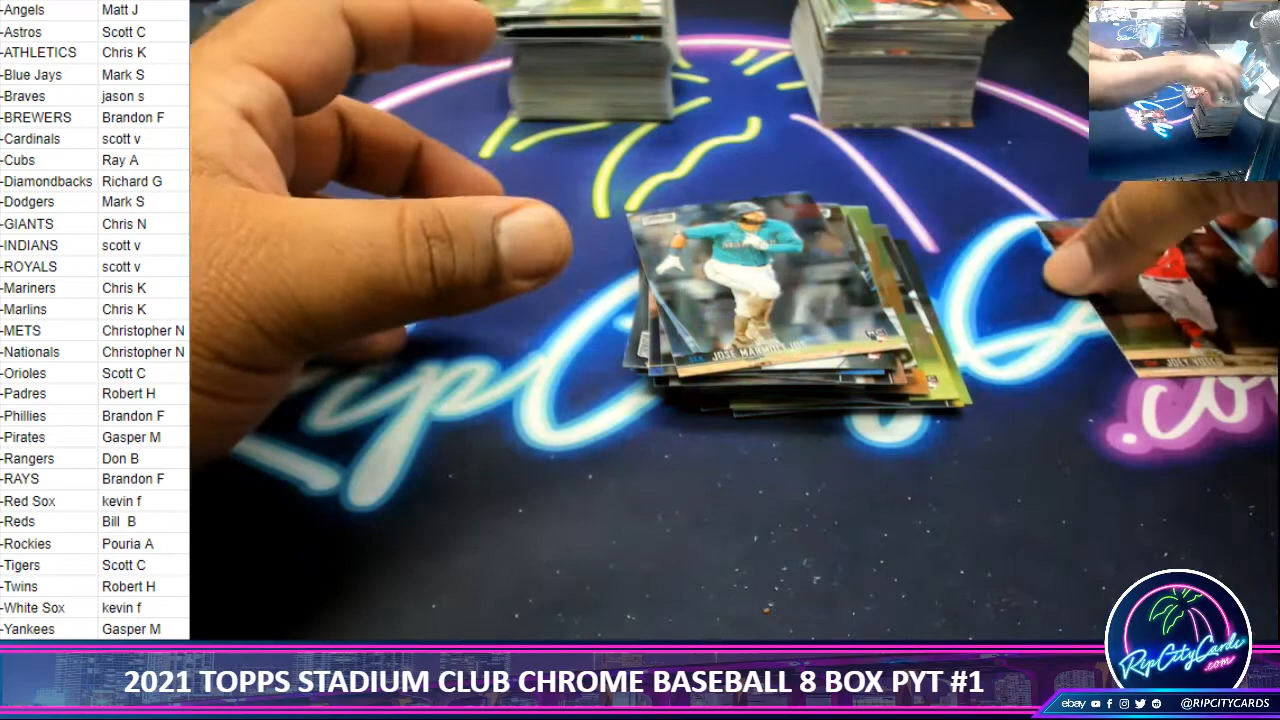 -Angels Matt J
-Astros Scott C
-ATHLETICS Chris K
-Blue Jays Mark S
-Braves jason s
-BREWERS Brandon F
-Cardinals scott v
-Cubs Ray A
-Diamondbacks Richard G
-Dodgers Mark S
-GIANTS Chris N
-INDIANS scott v
-ROYALS scott v
-Mariners Chris K
-Marlins Chris K
-METS Christopher N
-Nationals Christopher N
-Orioles Scott C
-Padres Robert H
-Phillies Brandon F
-Pirates Gasper M
-Rangers Don B
-RAYS Brandon F
-Red Sox kevin f
-Reds Bill B
-Rockies Pouria A
-Tigers Scott C
-Twins Robert H
-White Sox kevin f
-Yankees Gasper M
JOSE MARMOLEJOS
JOEY VOTTO
.co
RipCityCards
.com
2021 TOPPS STADIUM CLUB CHROME BASEBALL 8 BOX PYT #1
ebay @RIPCITYCARDS